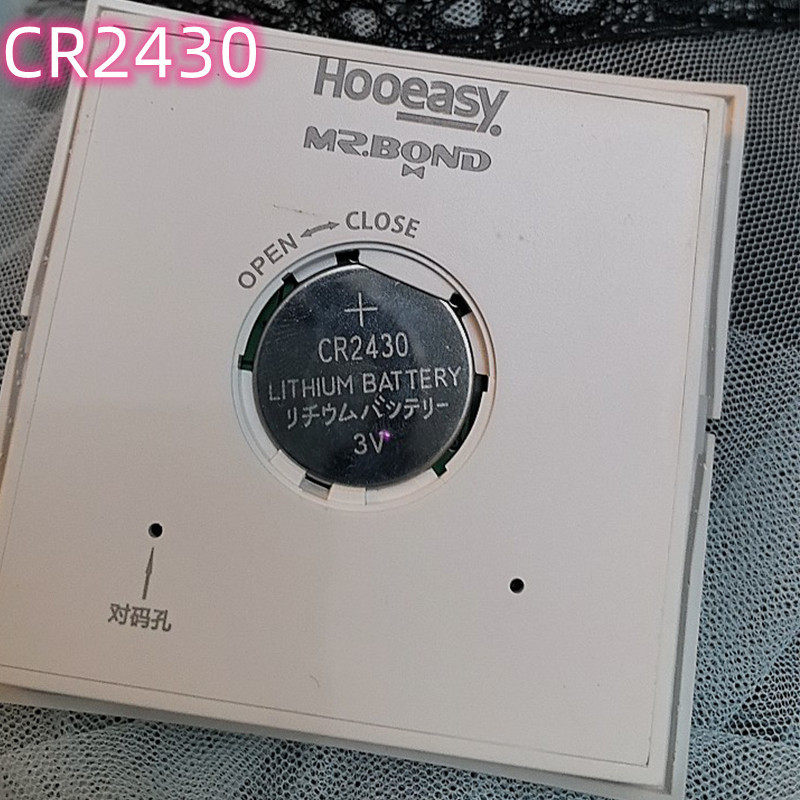 CR2430
Hooeasy.
MR.BOND
OPEN ⟷ CLOSE
+
CR2430
LITHIUM BATTERY
リチウムバッテリー
3V
对码孔